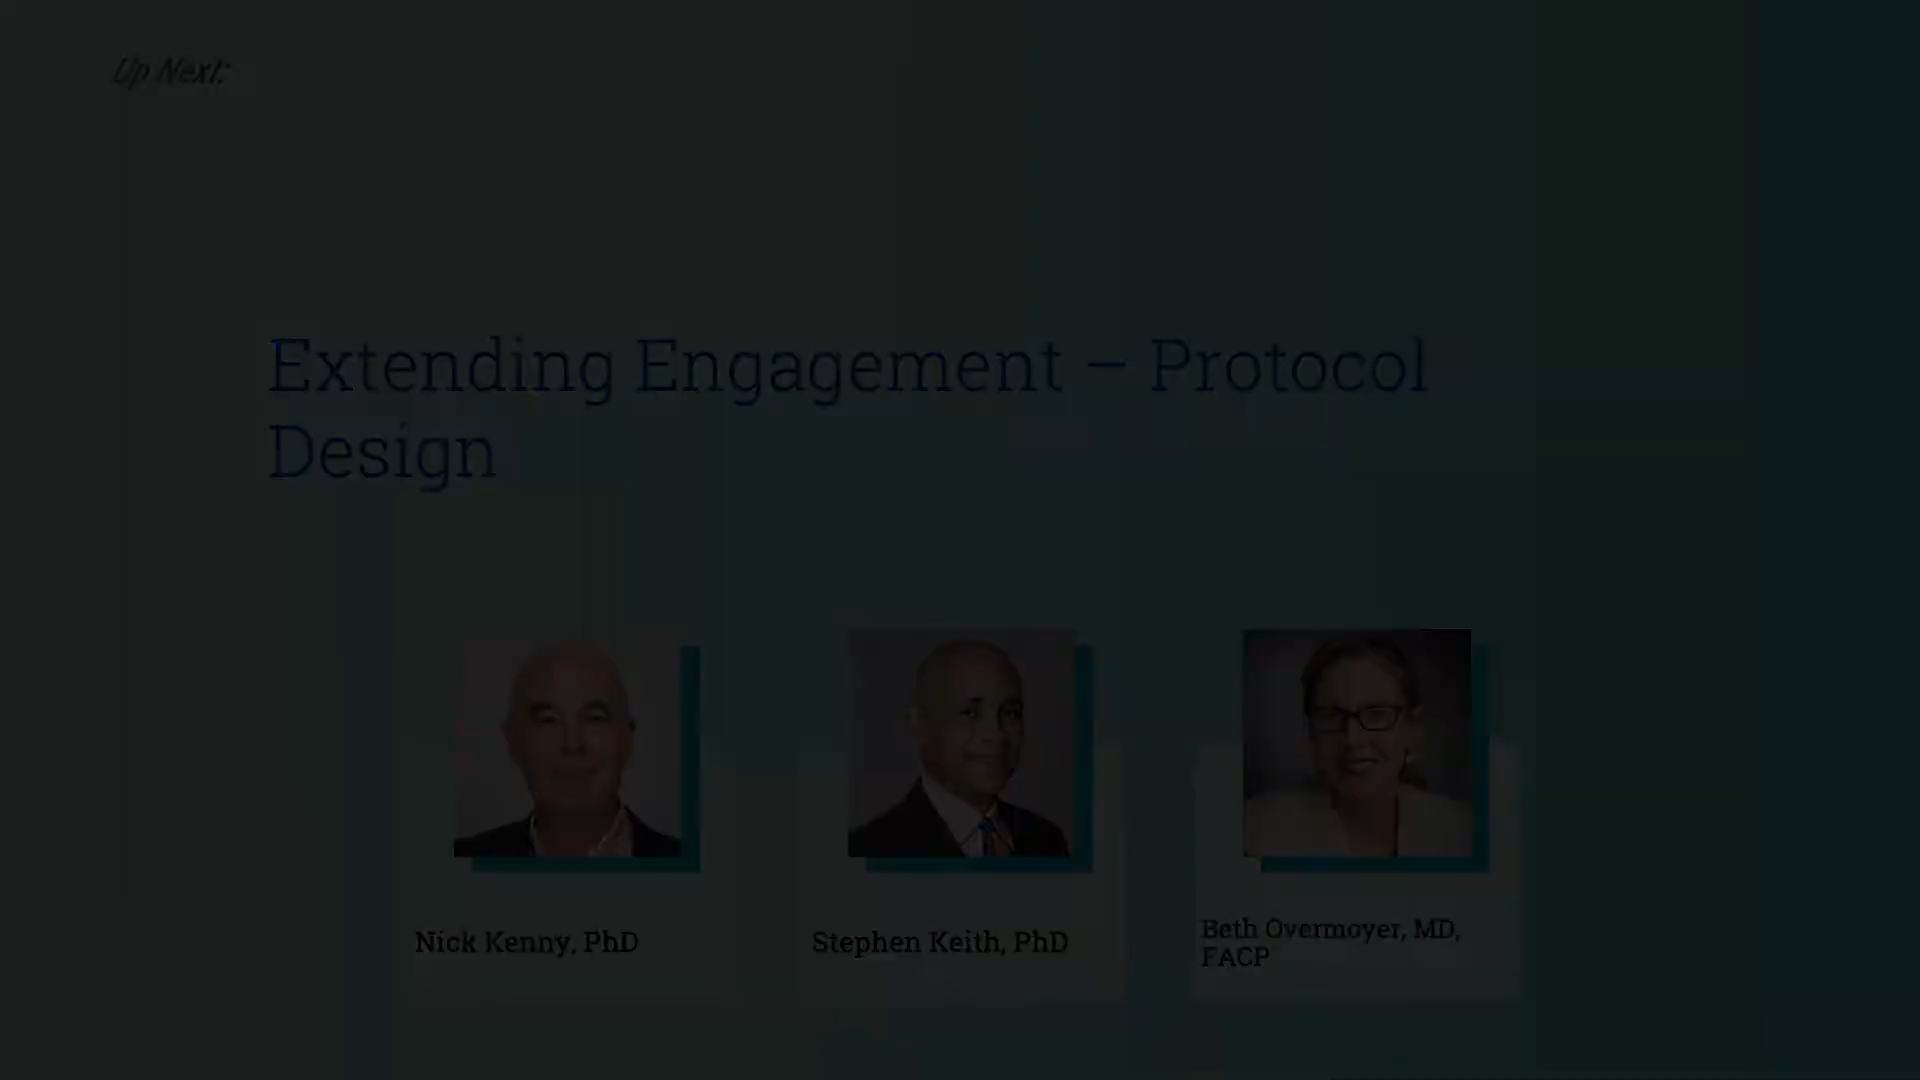 Up Next:
Extending Engagement – Protocol
Design
Nick Kenny, PhD
Stephen Keith, PhD
Beth Overmoyer, MD,
FACP